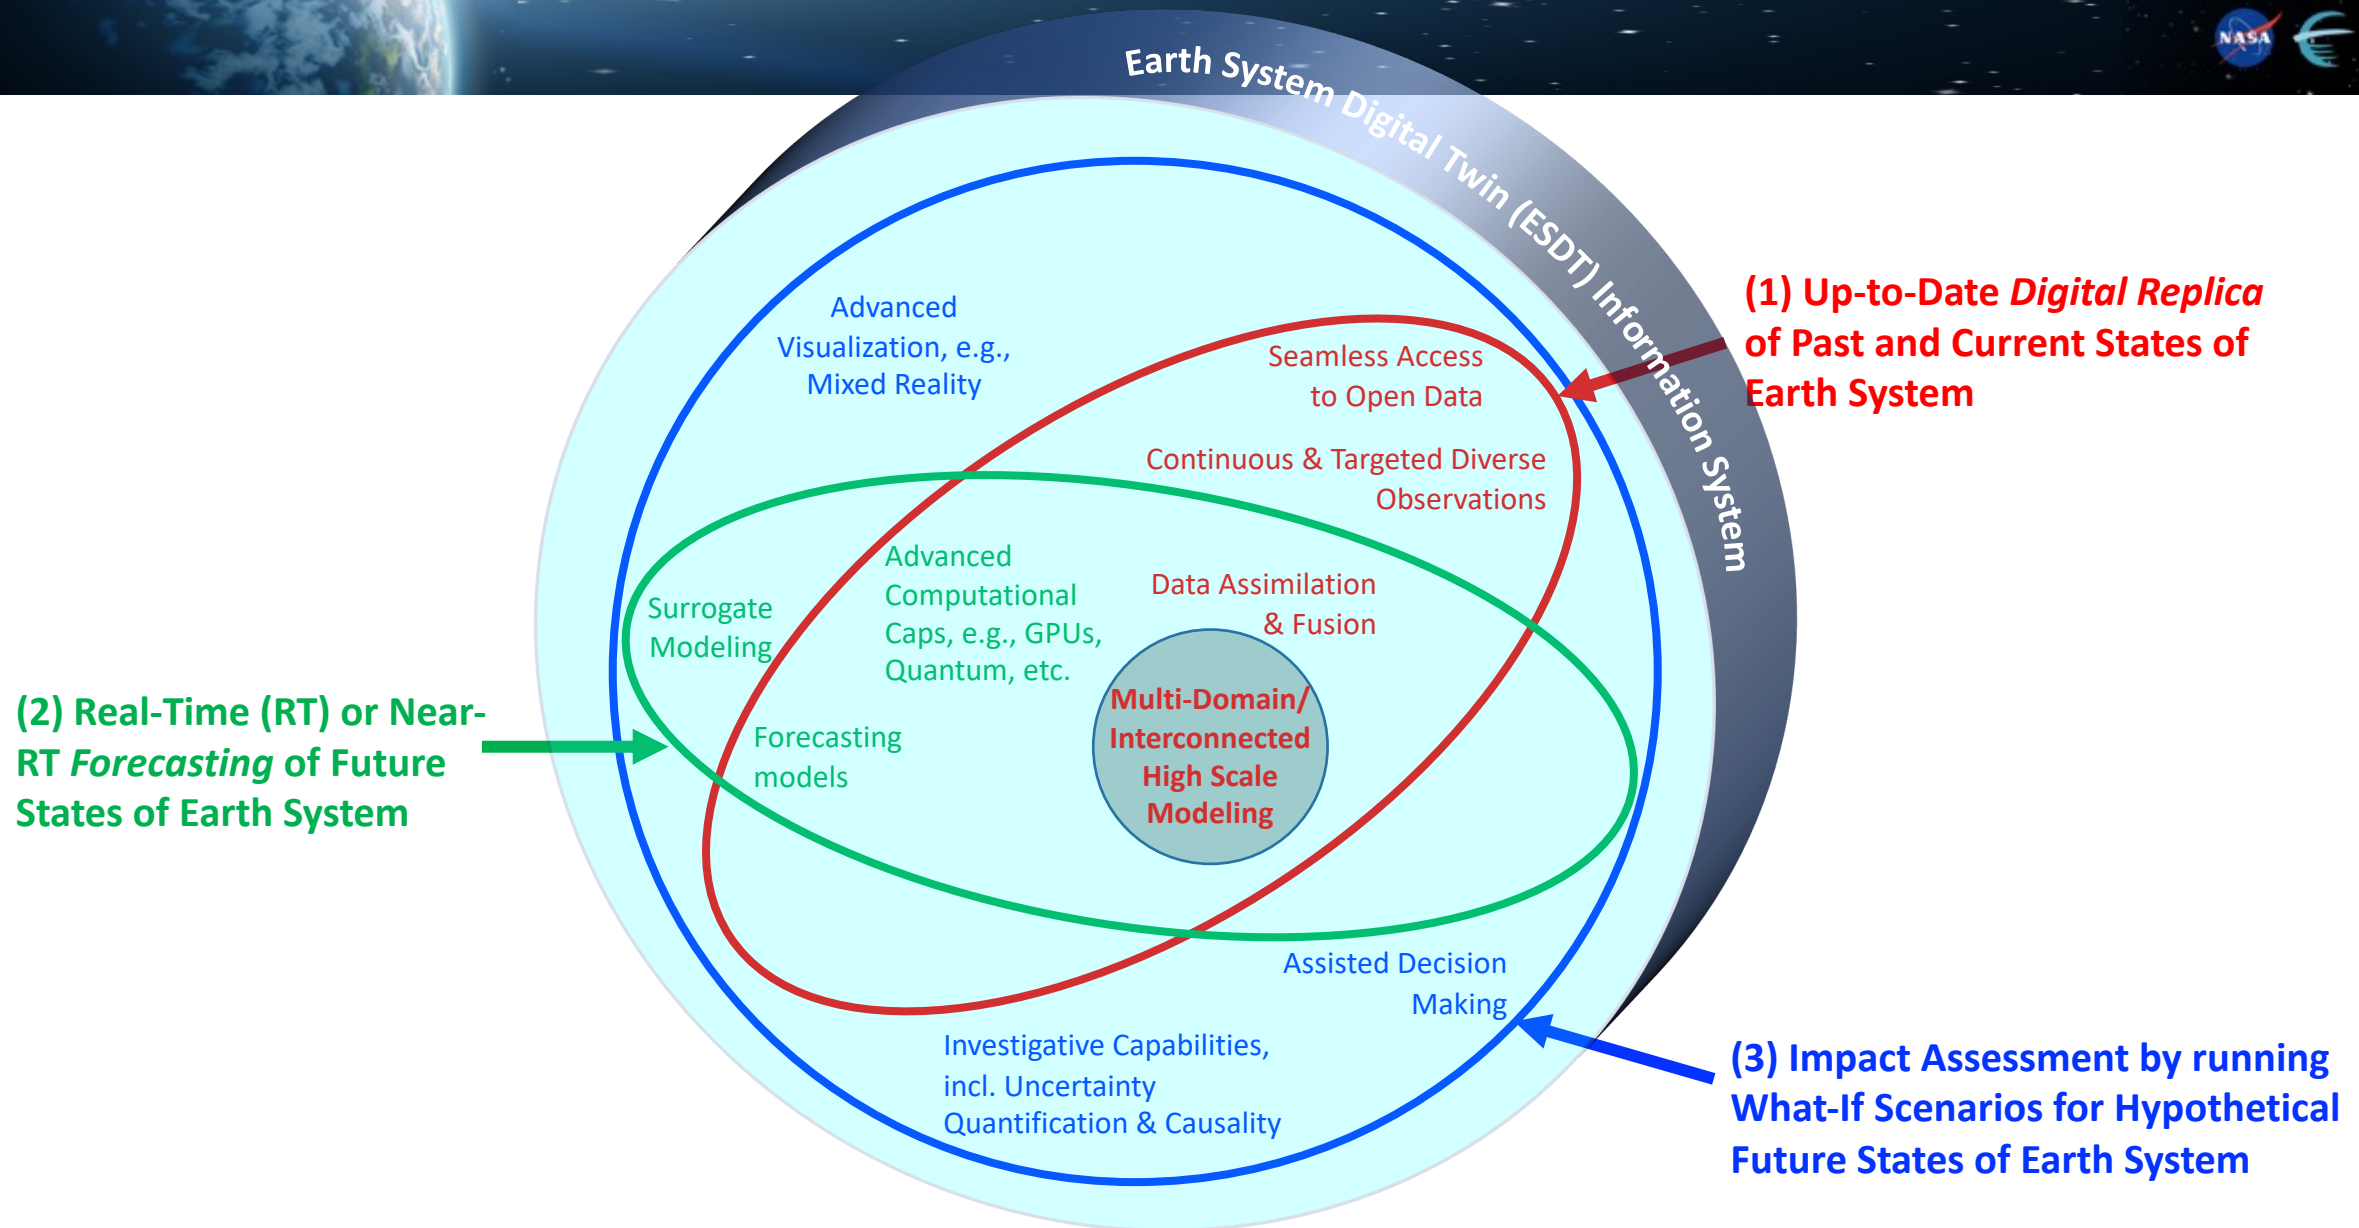 NASA
Earth System Digital Twin (ESDT) Information System
(1) Up-to-Date Digital Replica
of Past and Current States of
Earth System
Advanced
Visualization, e.g.,
Mixed Reality
Seamless Access
to Open Data
Continuous & Targeted Diverse
Observations
Advanced
Computational
Caps, e.g., GPUs,
Quantum, etc.
Data Assimilation
& Fusion
Surrogate
Modeling
(2) Real-Time (RT) or Near-
RT Forecasting of Future
States of Earth System
Forecasting
models
Multi-Domain/
Interconnected
High Scale
Modeling
Assisted Decision
Making
Investigative Capabilities,
incl. Uncertainty
Quantification & Causality
(3) Impact Assessment by running
What-If Scenarios for Hypothetical
Future States of Earth System